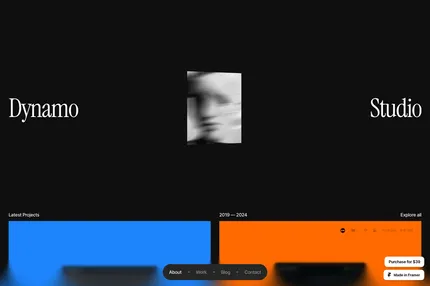 Dynamo
Studio
Latest Projects
2019 — 2024
Explore all
About
Work
Blog
Contact
Purchase for $39
Made in Framer